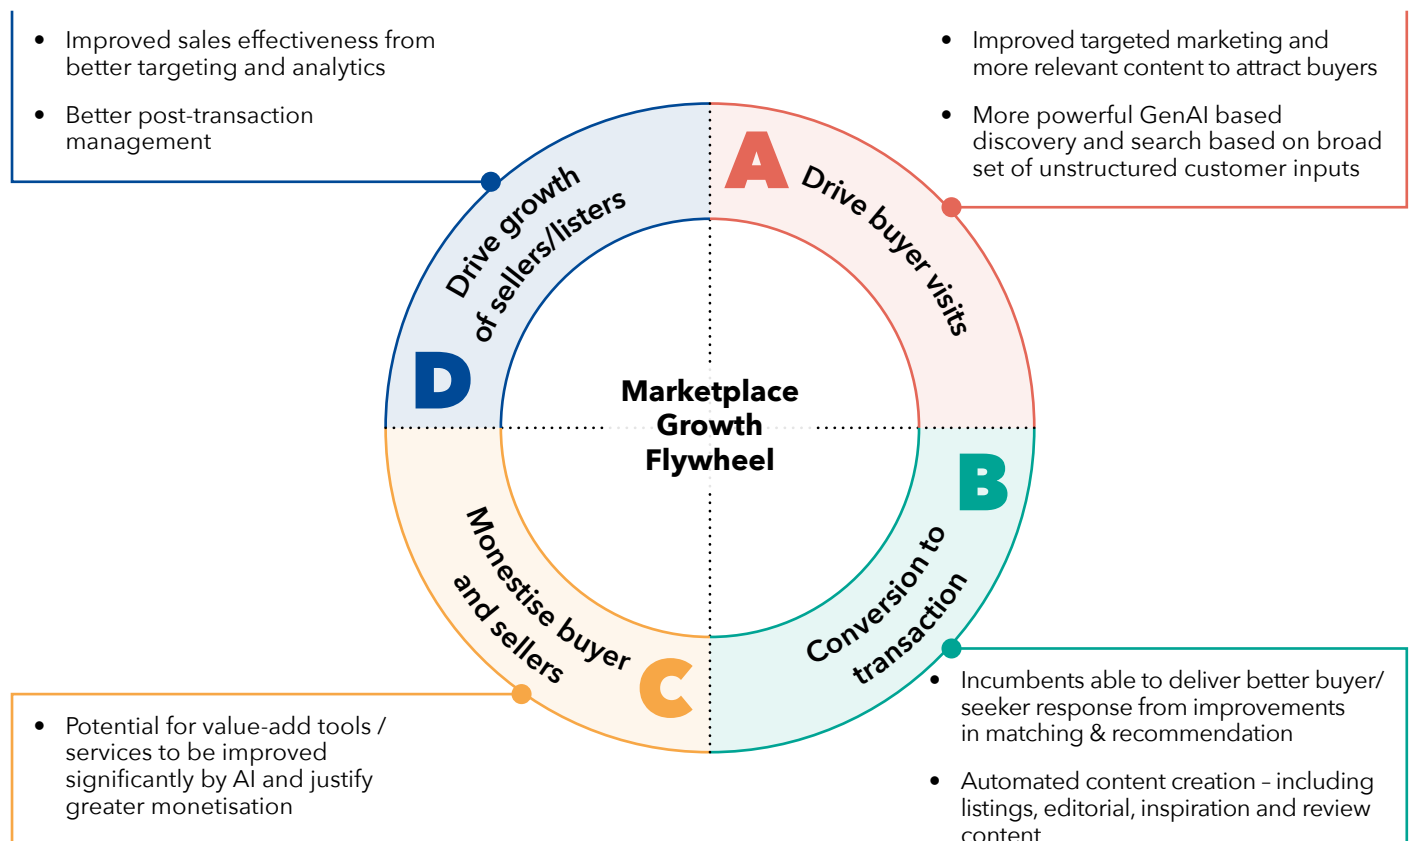 • Improved sales effectiveness from
better targeting and analytics
• Better post-transaction
management
• Improved targeted marketing and
more relevant content to attract buyers
• More powerful GenAI based
discovery and search based on broad
set of unstructured customer inputs
A
Drive buyer visits
Drive growth
of sellers/listers
D
Marketplace
Growth
Flywheel
B
Conversion to
transaction
Monestise buyer
and sellers
C
• Potential for value-add tools /
services to be improved
significantly by AI and justify
greater monetisation
• Incumbents able to deliver better buyer/
seeker response from improvements
in matching & recommendation
• Automated content creation – including
listings, editorial, inspiration and review
content